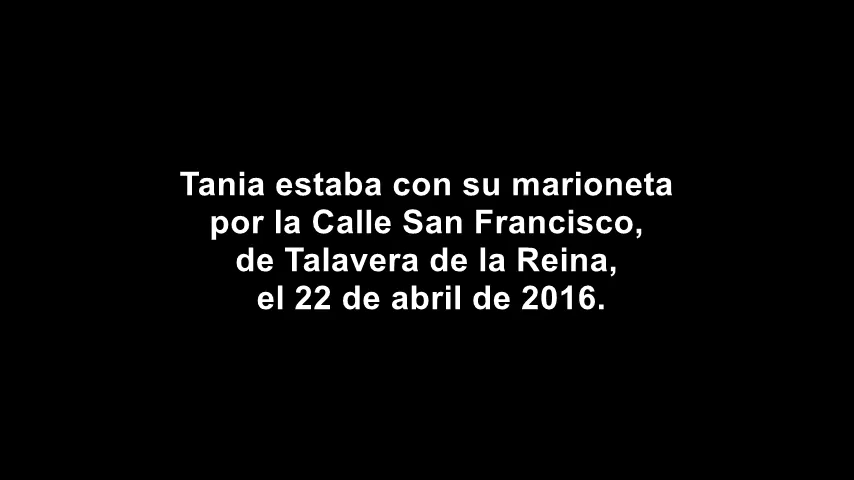 Tania estaba con su marioneta
por la Calle San Francisco,
de Talavera de la Reina,
el 22 de abril de 2016.